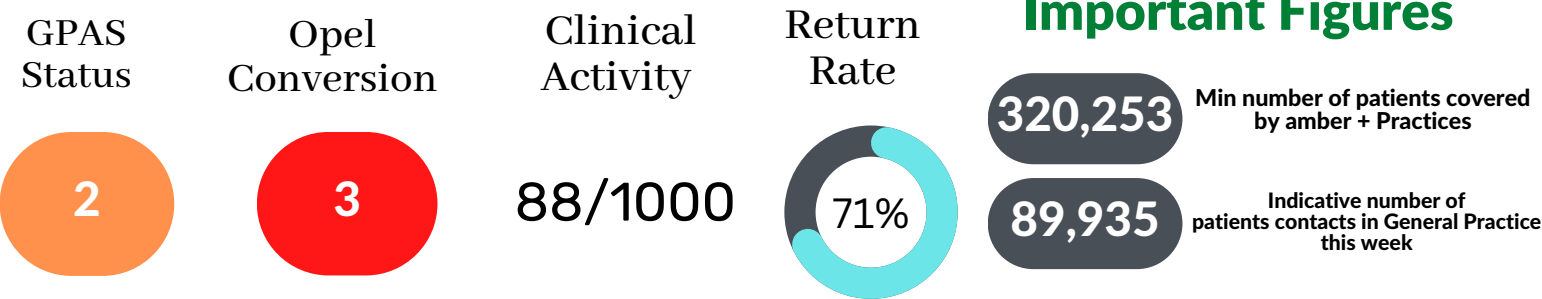 GPAS
Status
2
Opel
Conversion
3
Clinical
Activity
88/1000
Return
Rate
71%
Important Figures
320,253
Min number of patients covered
by amber + Practices
89,935
Indicative number of
patients contacts in General Practice
this week